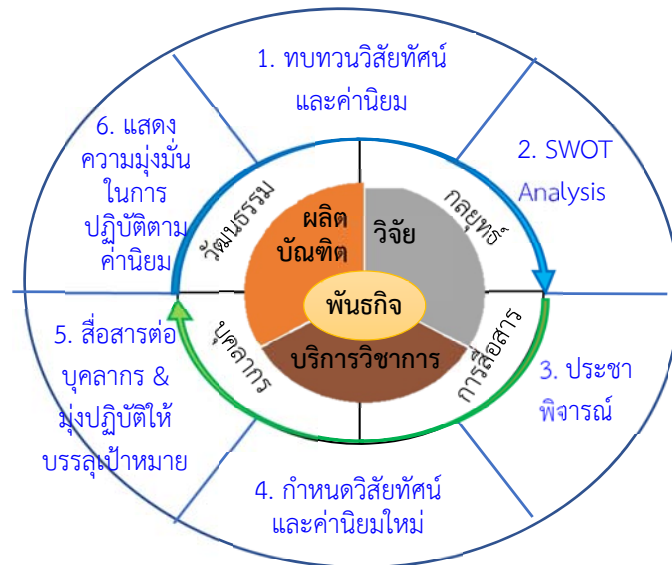 1. ทบทวนวิสัยทัศน์
และค่านิยม
2. SWOT
Analysis
3. ประชา
พิจารณ์
4. กำหนดวิสัยทัศน์
และค่านิยมใหม่
5. สื่อสารต่อ
บุคลากร &
มุ่งปฏิบัติให้
บรรลุเป้าหมาย
6. แสดง
ความมุ่งมั่น
ในการ
ปฏิบัติตาม
ค่านิยม
วัฒนธรรม
กลยุทธ์
การสื่อสาร
บุคลากร
ผลิต
บัณฑิต
วิจัย
พันธกิจ
บริการวิชาการ